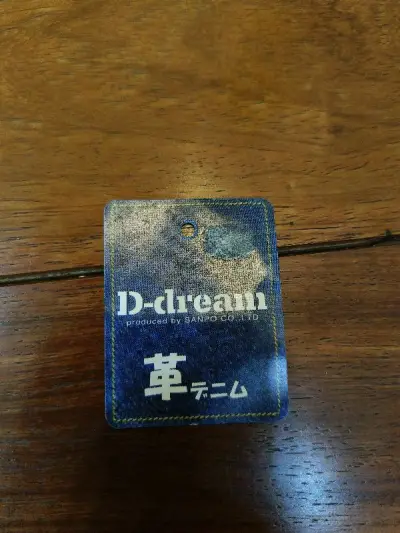 D-dream
produced by SANPO CO.,LTD
革デニム